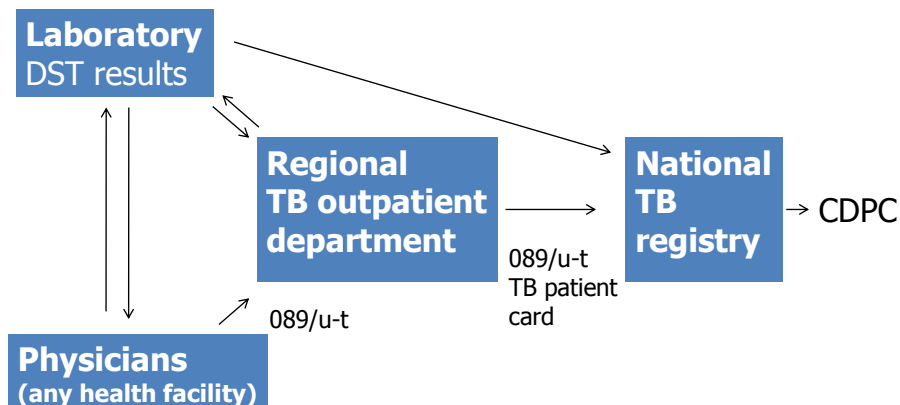 Laboratory
DST results
Regional
TB outpatient
department
National
TB
registry
CDPC
089/u-t
TB patient
card
089/u-t
Physicians
(any health facility)